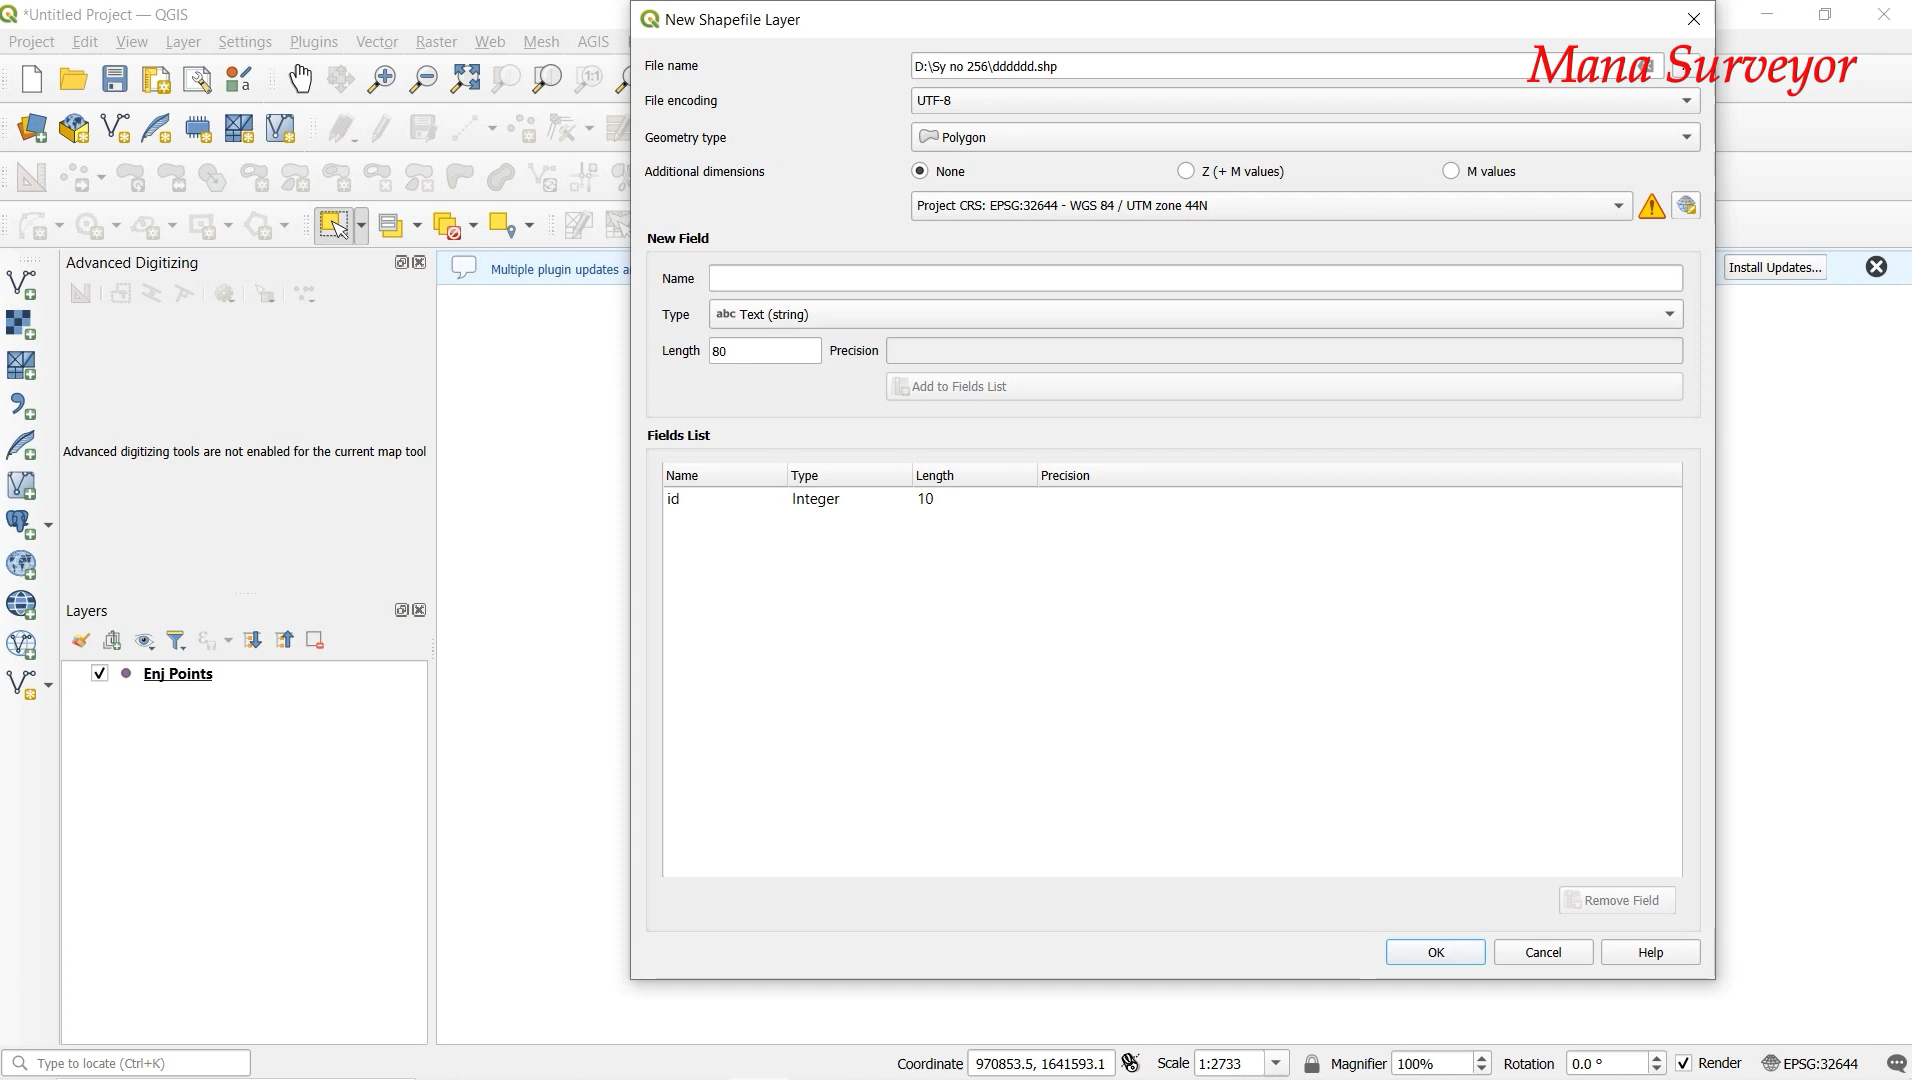 *Untitled Project — QGIS
Project Edit View Layer Settings Plugins Vector Raster Web Mesh AGIS
New Shapefile Layer
Mana Surveyor
File name D:\Sy no 256\dddddd.shp
File encoding UTF-8
Geometry type Polygon
Additional dimensions None Z (+ M values) M values
Project CRS: EPSG:32644 - WGS 84 / UTM zone 44N
New Field
Name
Type abc Text (string)
Length 80 Precision
Add to Fields List
Fields List
Name Type Length Precision
id Integer 10
Remove Field
OK Cancel Help
Advanced Digitizing
Multiple plugin updates
Install Updates...
Advanced digitizing tools are not enabled for the current map tool
Layers
Enj Points
Type to locate (Ctrl+K)
Coordinate 970853.5, 1641593.1 Scale 1:2733 Magnifier 100% Rotation 0.0 ° Render EPSG:32644